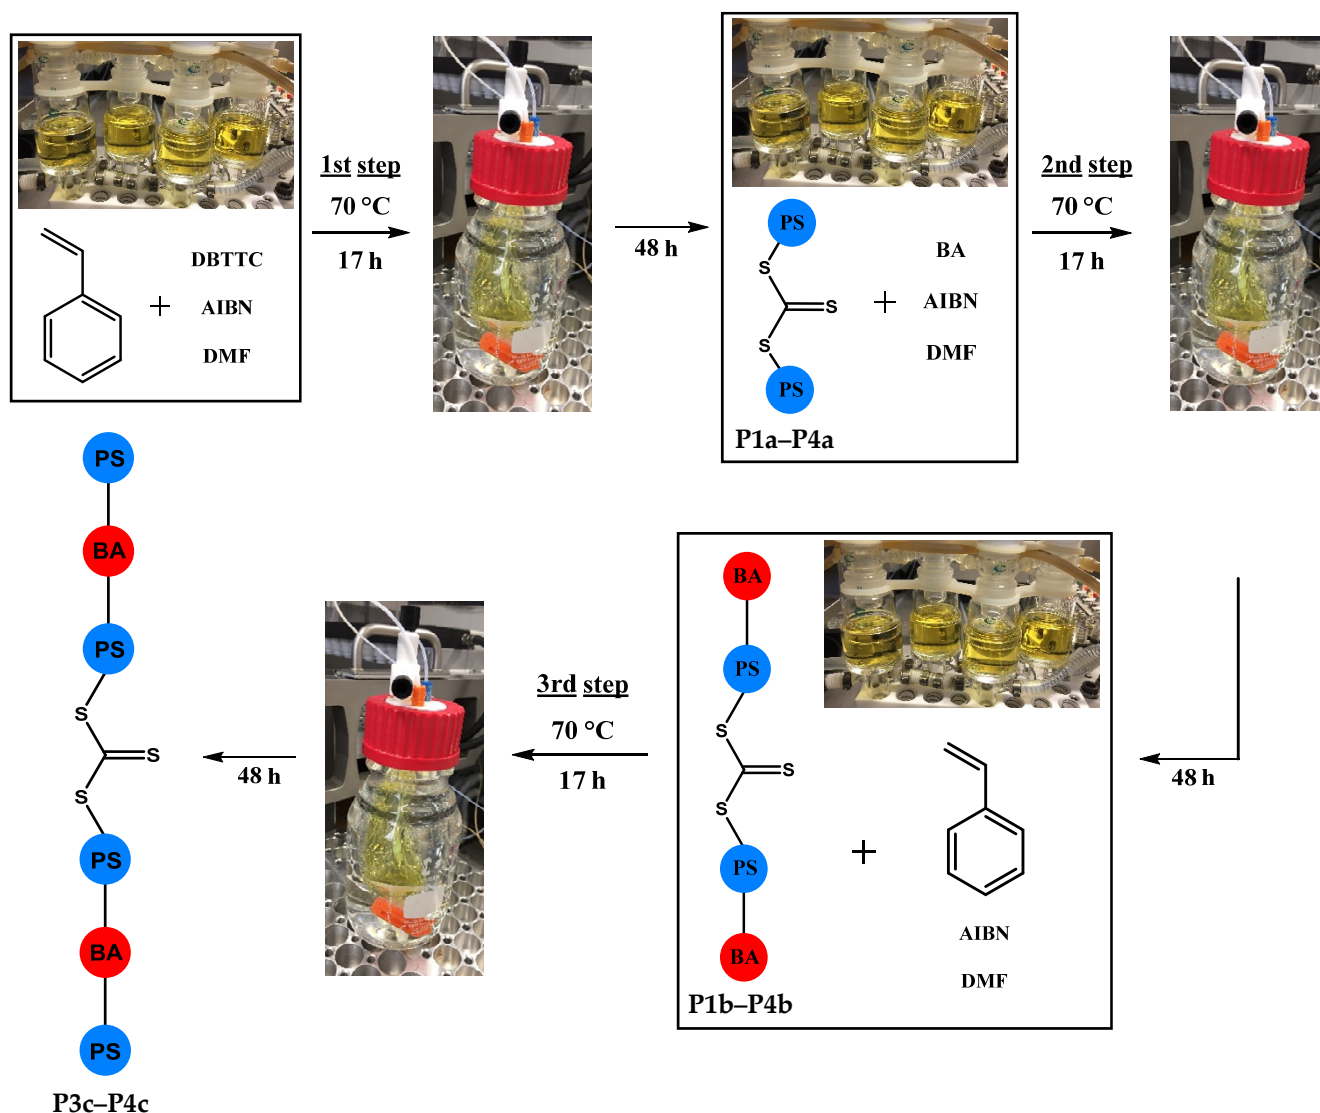 1st step
70 °C
17 h
DBTTC
+
AIBN
DMF
48 h
PS
S
S
S
PS
+
BA
AIBN
DMF
P1a–P4a
2nd step
70 °C
17 h
48 h
BA
PS
S
S
S
PS
BA
+
AIBN
DMF
P1b–P4b
3rd step
70 °C
17 h
48 h
PS
BA
PS
S
S
S
PS
BA
PS
P3c–P4c